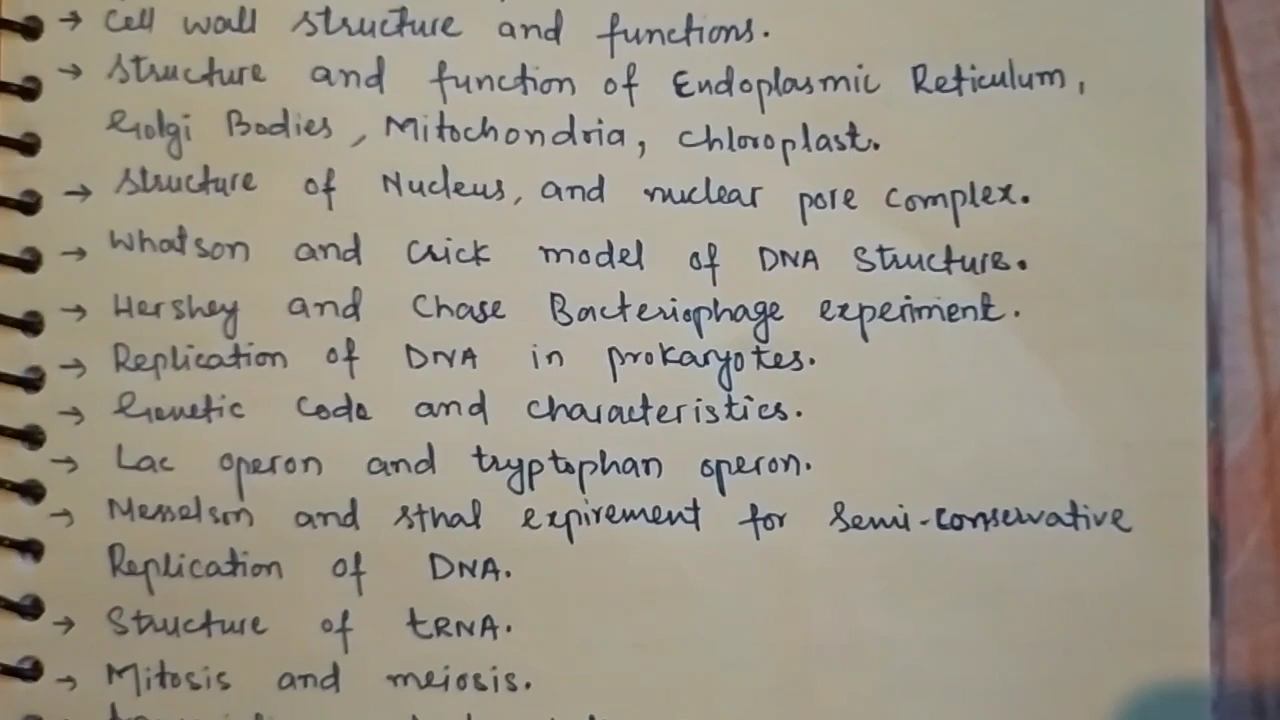 → Cell wall structure and functions.
→ Structure and function of Endoplasmic Reticulum,
Golgi Bodies, Mitochondria, Chloroplast.
→ Structure of Nucleus, and nuclear pore complex.
→ Whatson and Crick model of DNA Structure.
→ Hershey and Chase Bacteriophage experiment.
→ Replication of DNA in prokaryotes.
→ Genetic Code and characteristics.
→ Lac operon and tryptophan operon.
→ Messelson and sthal expirement for Semi-conservative
Replication of DNA.
→ Structure of tRNA.
→ Mitosis and meiosis.